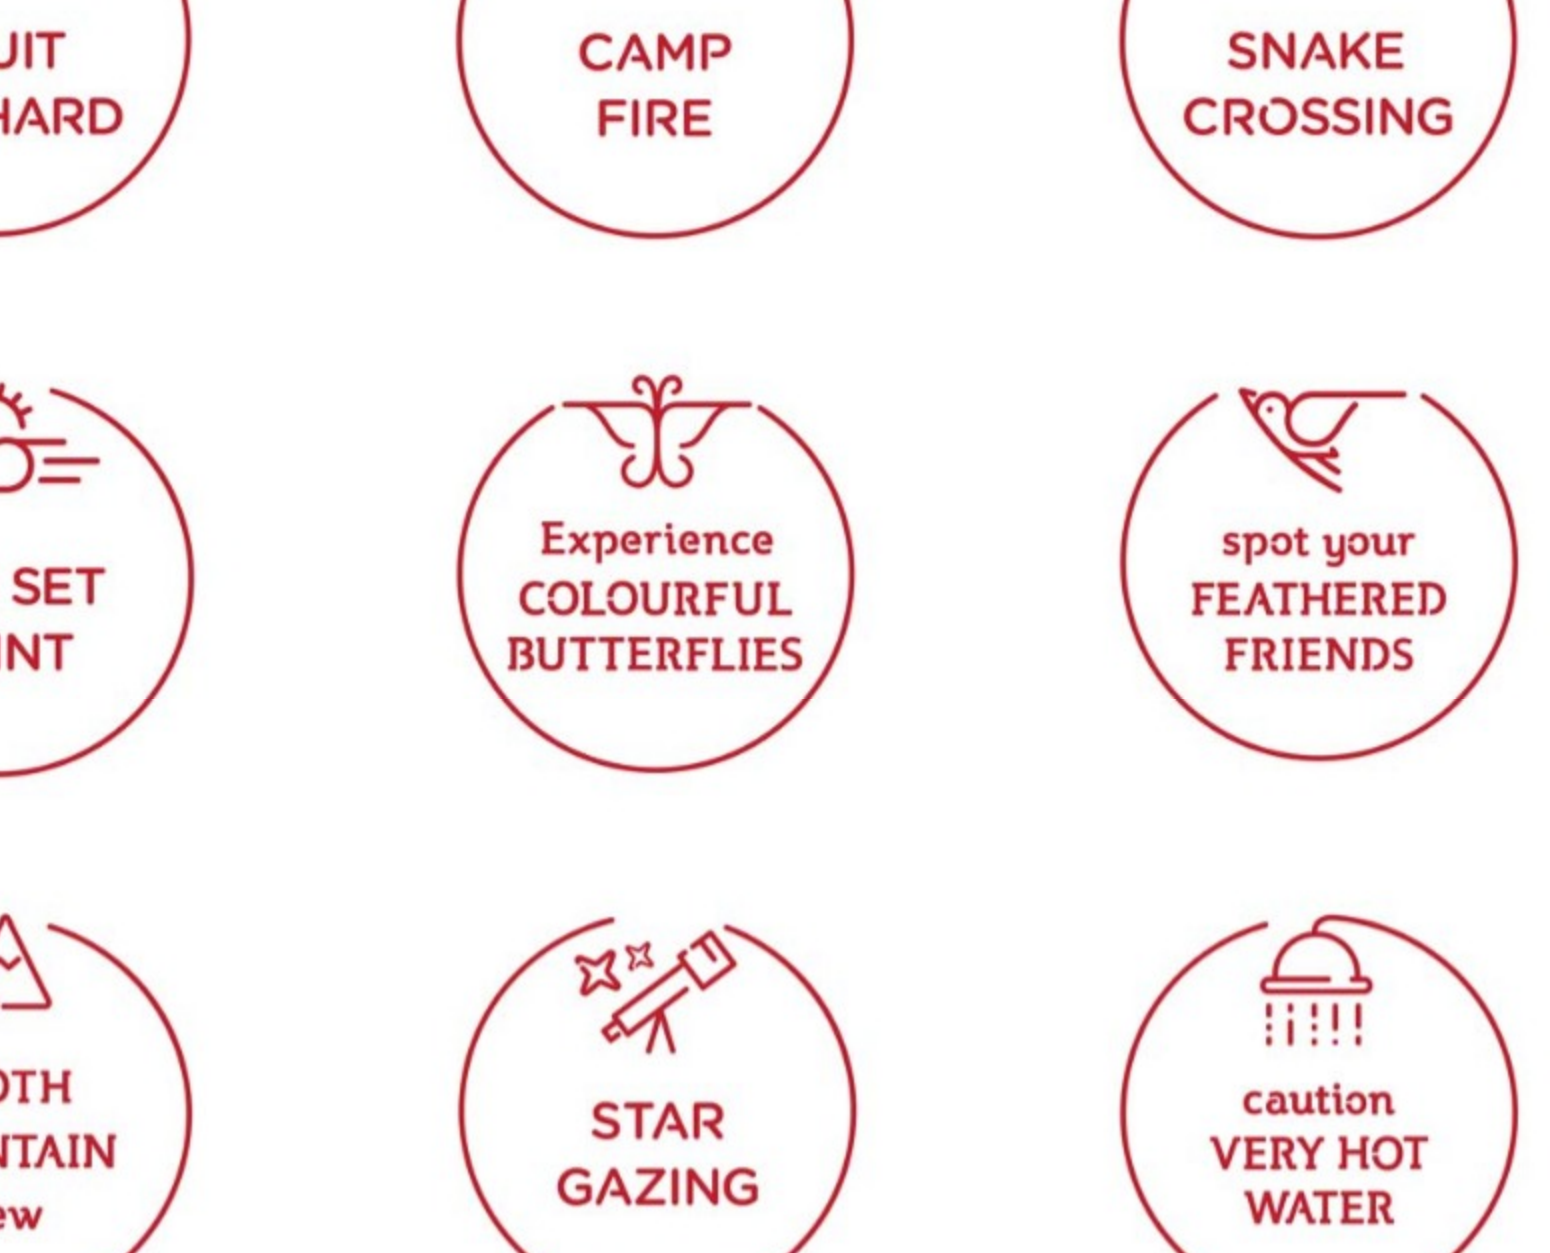 CAMP
FIRE
SNAKE
CROSSING
SET
Experience
COLOURFUL
BUTTERFLIES
spot your
FEATHERED
FRIENDS
STAR
GAZING
caution
VERY HOT
WATER